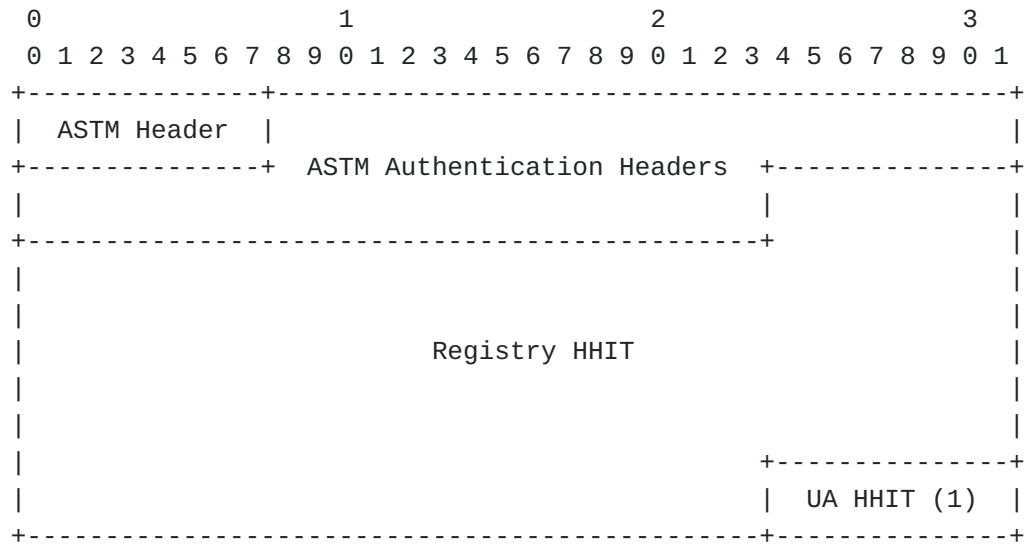 0                   1                   2                   3
 0 1 2 3 4 5 6 7 8 9 0 1 2 3 4 5 6 7 8 9 0 1 2 3 4 5 6 7 8 9 0 1
+---------------+-----------------------------------------------+
|  ASTM Header  |                                               |
+---------------+  ASTM Authentication Headers  +---------------+
|                                               |               |
+-----------------------------------------------+               |
|                                                               |
|                                                               |
|                          Registry HHIT                        |
|                                                               |
|                                                               |
|                                               +---------------+
|                                               |  UA HHIT (1)  |
+-----------------------------------------------+---------------+